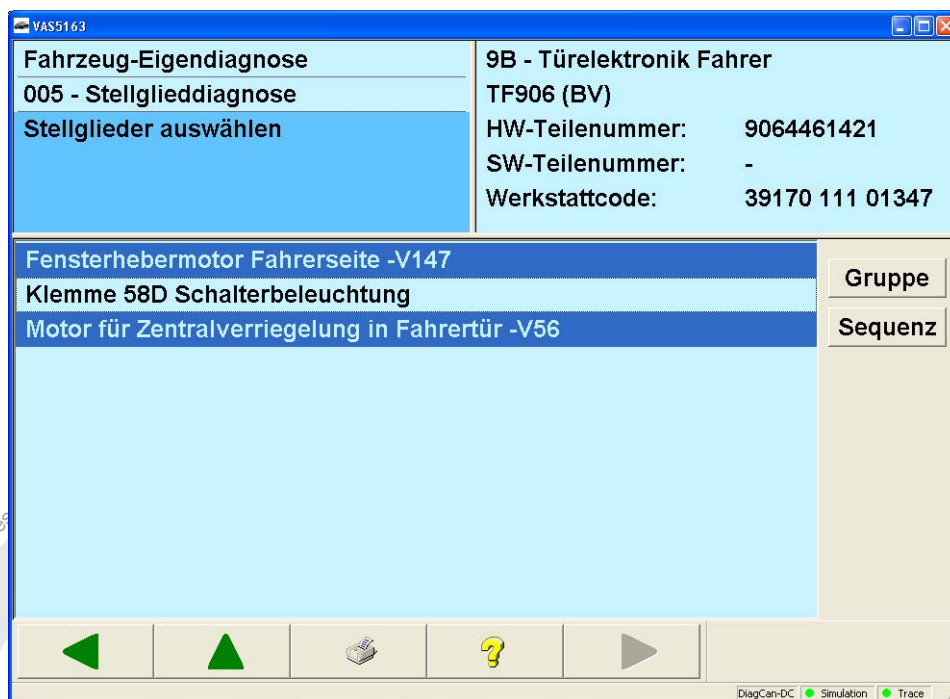 VAS5163
Fahrzeug-Eigendiagnose
005 - Stellglieddiagnose
Stellglieder auswählen
9B - Türelektronik Fahrer
TF906 (BV)
HW-Teilenummer: 9064461421
SW-Teilenummer: -
Werkstattcode: 39170 111 01347
Fensterhebermotor Fahrerseite -V147
Klemme 58D Schalterbeleuchtung
Motor für Zentralverriegelung in Fahrertür -V56
Gruppe
Sequenz
DiagCan-DC Simulation Trace